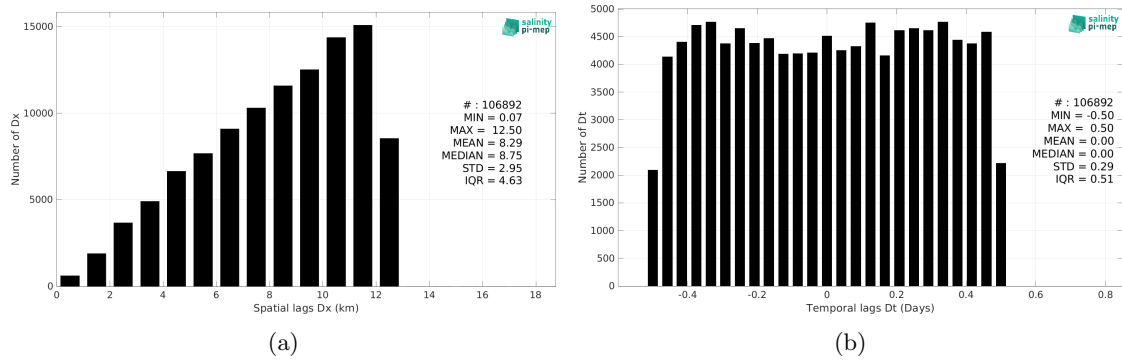 15000
10000
5000
0
Number of Dx
0 2 4 6 8 10 12 14 16 18
Spatial lags Dx (km)
salinity
pi-mep
# : 106892
MIN = 0.07
MAX = 12.50
MEAN = 8.29
MEDIAN = 8.75
STD = 2.95
IQR = 4.63
(a)
5000
4500
4000
3500
3000
2500
2000
1500
1000
500
0
Number of Dt
-0.4 -0.2 0 0.2 0.4 0.6 0.8
Temporal lags Dt (Days)
salinity
pi-mep
# : 106892
MIN = -0.50
MAX = 0.50
MEAN = 0.00
MEDIAN = 0.00
STD = 0.29
IQR = 0.51
(b)